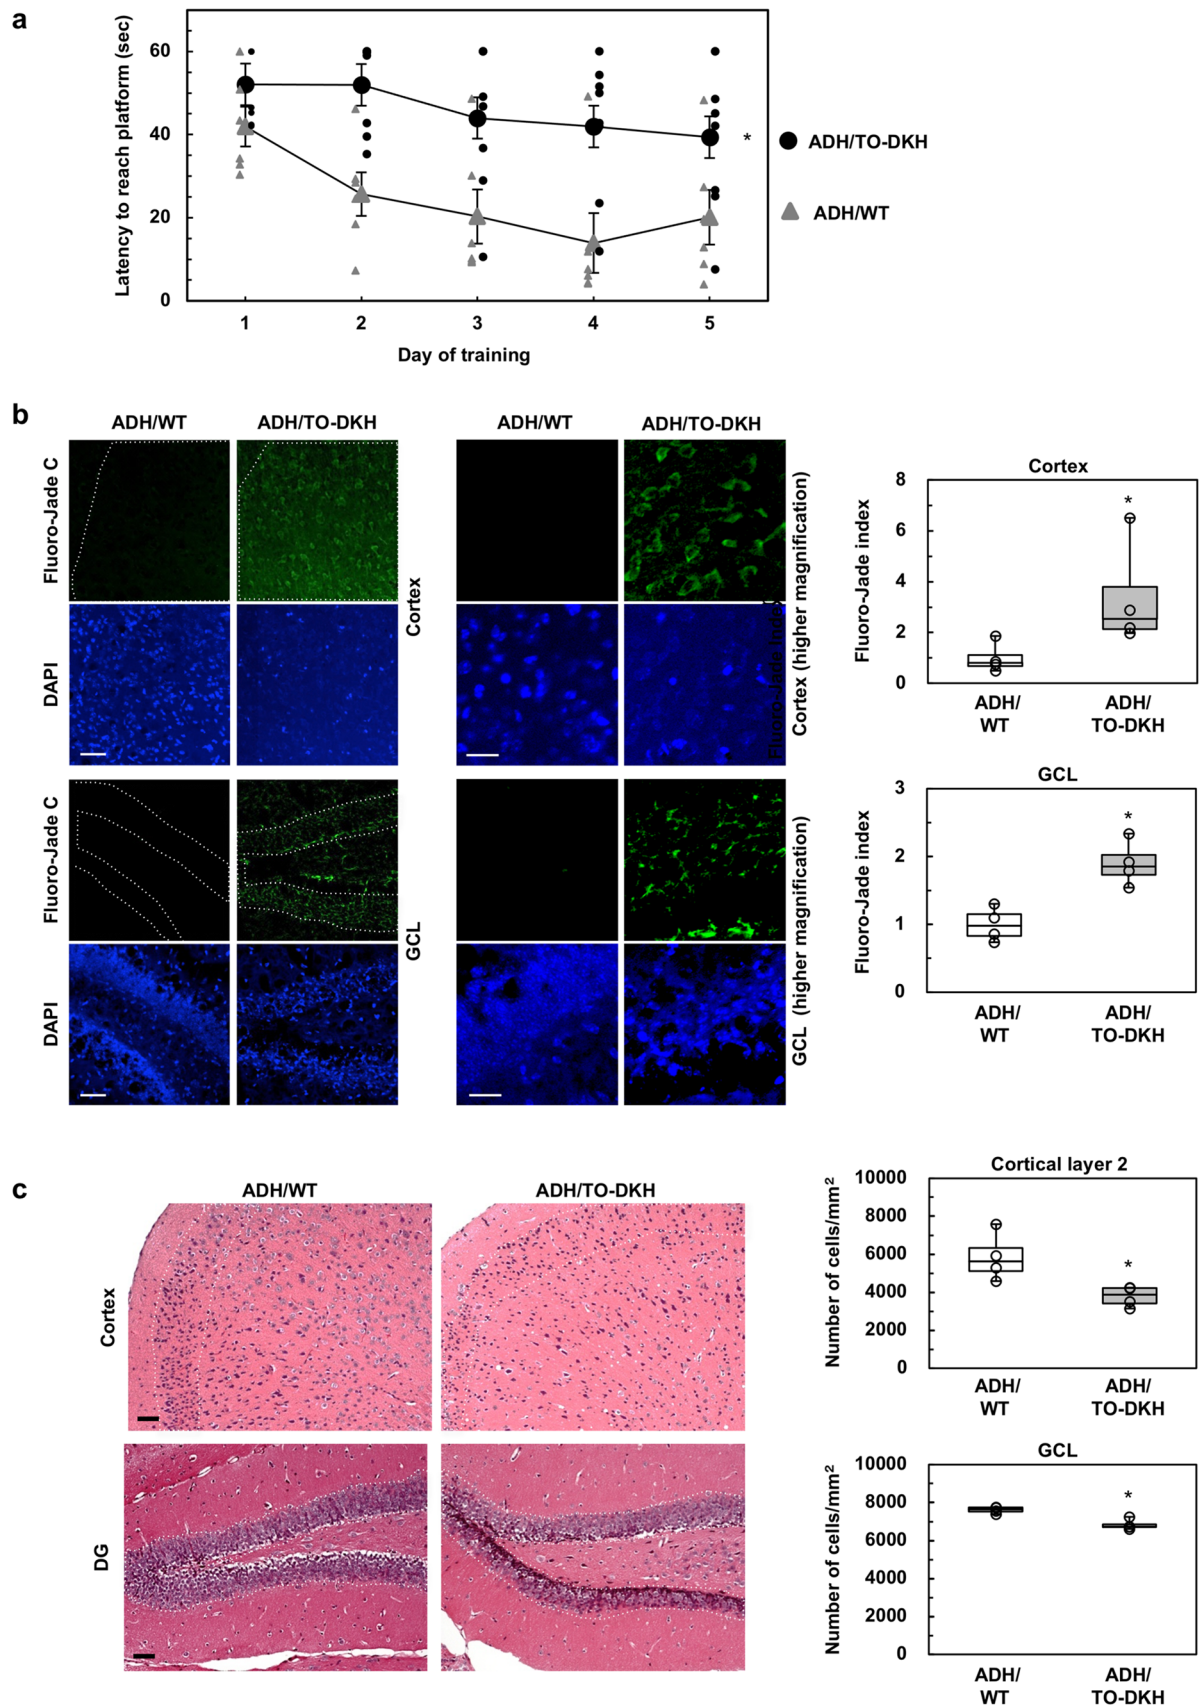 a
Latency to reach platform (sec)
60
40
20
0
1 2 3 4 5
Day of training
*
ADH/TO-DKH
ADH/WT
b
ADH/WT
ADH/TO-DKH
ADH/WT
ADH/TO-DKH
Fluoro-Jade C
DAPI
Cortex
Fluoro-Jade Index
Cortex (higher magnification)
Fluoro-Jade C
DAPI
GCL
GCL (higher magnification)
Cortex
Fluoro-Jade index
8
6
4
2
0
*
ADH/
WT
ADH/
TO-DKH
GCL
Fluoro-Jade index
3
2
1
0
*
ADH/
WT
ADH/
TO-DKH
c
ADH/WT
ADH/TO-DKH
Cortex
DG
Cortical layer 2
Number of cells/mm²
10000
8000
6000
4000
2000
0
*
ADH/
WT
ADH/
TO-DKH
GCL
Number of cells/mm²
10000
8000
6000
4000
2000
0
*
ADH/
WT
ADH/
TO-DKH